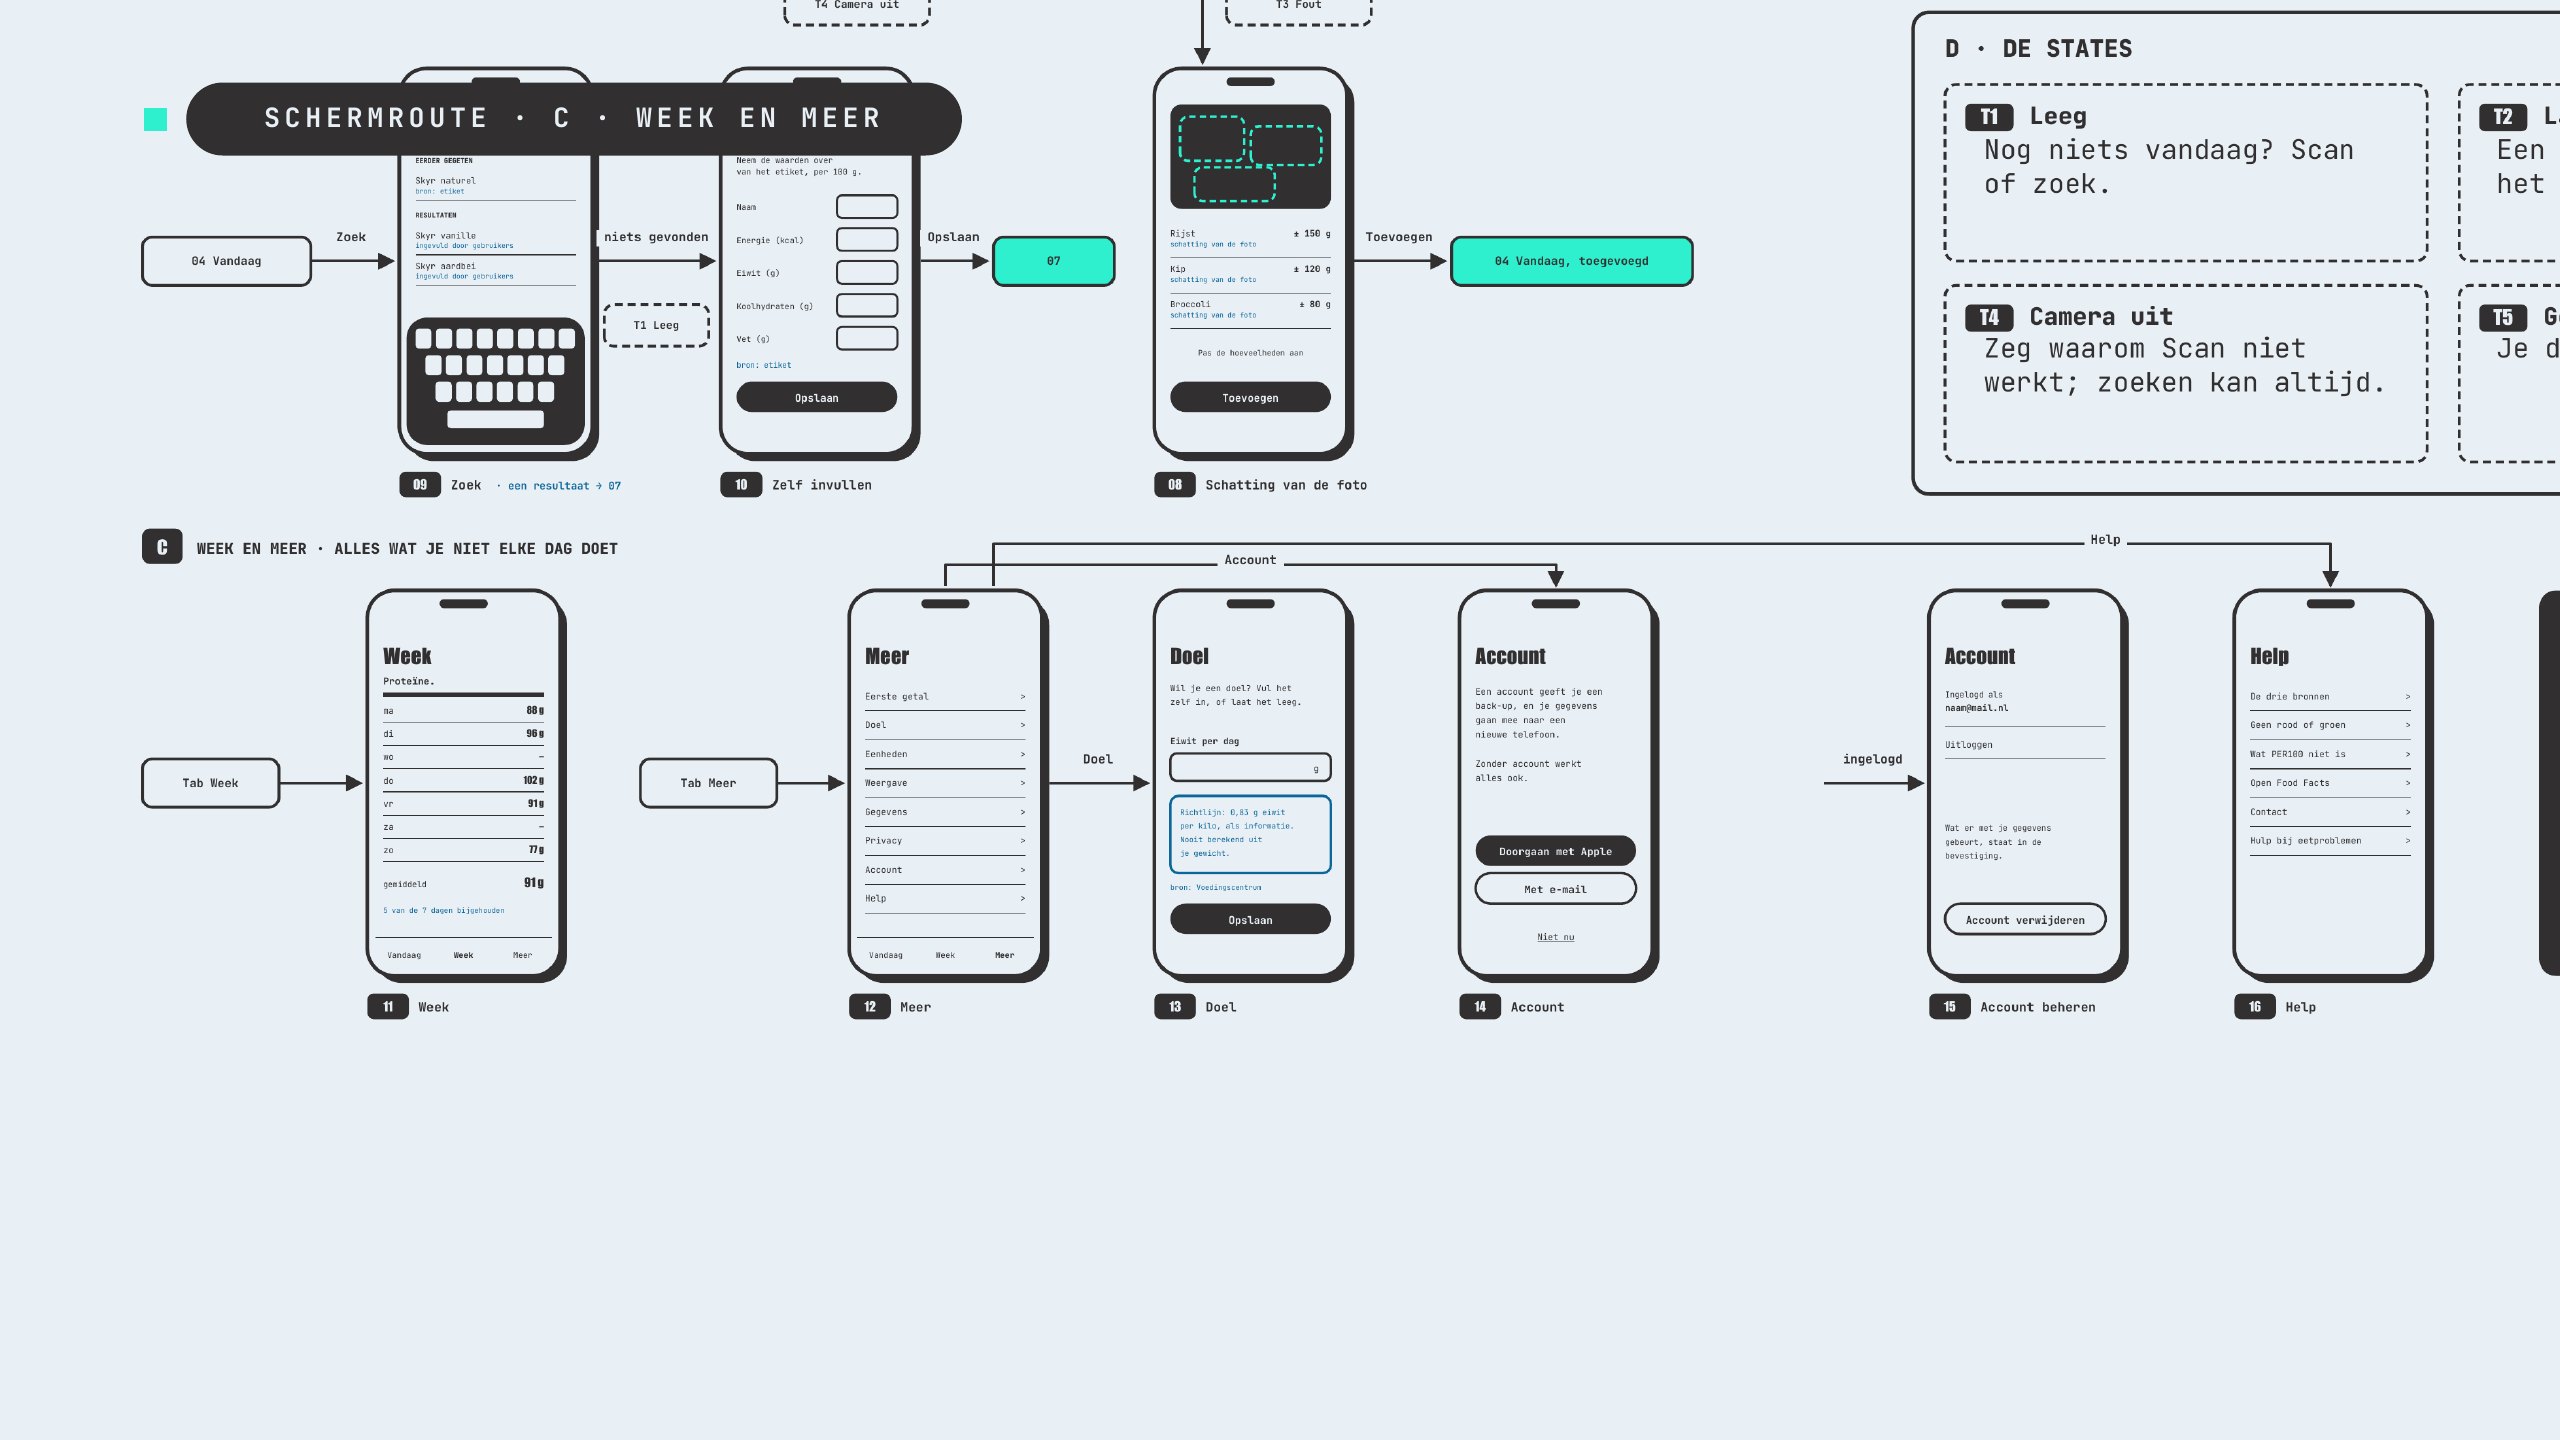 T4 Camera uit
T3 Fout
SCHERMROUTE · C · WEEK EN MEER
EERDER GEGETEN
Skyr naturel
bron: etiket
RESULTATEN
Skyr vanille
ingevuld door gebruikers
Skyr aardbei
ingevuld door gebruikers
04 Vandaag
Zoek
niets gevonden
T1 Leeg
Neem de waarden over
van het etiket, per 100 g.
Naam
Energie (kcal)
Eiwit (g)
Koolhydraten (g)
Vet (g)
bron: etiket
Opslaan
Opslaan
07
Rijst ± 150 g
schatting van de foto
Kip ± 120 g
schatting van de foto
Broccoli ± 80 g
schatting van de foto
Pas de hoeveelheden aan
Toevoegen
Toevoegen
04 Vandaag, toegevoegd
09 Zoek · een resultaat → 07
10 Zelf invullen
08 Schatting van de foto
D · DE STATES
T1 Leeg
Nog niets vandaag? Scan
of zoek.
T2
Een
het
T4 Camera uit
Zeg waarom Scan niet
werkt; zoeken kan altijd.
T5
Je d
C WEEK EN MEER · ALLES WAT JE NIET ELKE DAG DOET
Account
Help
Tab Week
Week
Proteïne.
ma 88 g
di 96 g
wo –
do 102 g
vr 91 g
za –
zo 77 g
gemiddeld 91 g
5 van de 7 dagen bijgehouden
Vandaag Week Meer
11 Week
Tab Meer
Meer
Eerste getal >
Doel >
Eenheden >
Weergave >
Gegevens >
Privacy >
Account >
Help >
Vandaag Week Meer
12 Meer
Doel
Doel
Wil je een doel? Vul het
zelf in, of laat het leeg.
Eiwit per dag
g
Richtlijn: 0,83 g eiwit
per kilo, als informatie.
Nooit berekend uit
je gewicht.
bron: Voedingscentrum
Opslaan
13 Doel
Account
Een account geeft je een
back-up, en je gegevens
gaan mee naar een
nieuwe telefoon.
Zonder account werkt
alles ook.
Doorgaan met Apple
Met e-mail
Niet nu
14 Account
ingelogd
Account
Ingelogd als
naam@mail.nl
Uitloggen
Wat er met je gegevens
gebeurt, staat in de
bevestiging.
Account verwijderen
15 Account beheren
Help
De drie bronnen >
Geen rood of groen >
Wat PER100 niet is >
Open Food Facts >
Contact >
Hulp bij eetproblemen >
16 Help